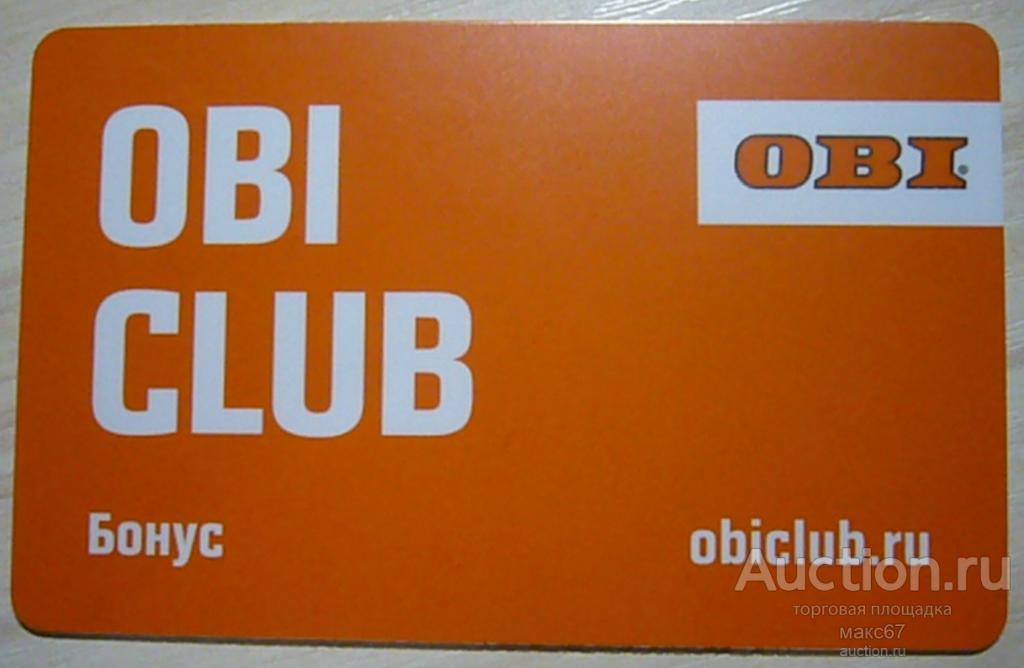 OBI
CLUB
OBI®
Бонус
obiclub.ru
Auction.ru
торговая площадка
макс67
auction.ru